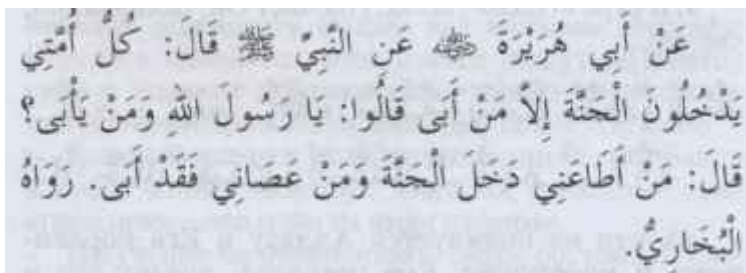 عَنْ أَبِي هُرَيْرَةَ ﷺ عَنِ النَّبِيِّ ﷺ قَالَ: كُلُّ أُمَّتِي
يَدْخُلُونَ الْجَنَّةَ إِلاَّ مَنْ أَبَى قَالُوا: يَا رَسُولَ اللهِ وَمَنْ يَأْبَى؟
قَالَ: مَنْ أَطَاعَنِي دَخَلَ الْجَنَّةَ وَمَنْ عَصَانِي فَقَدْ أَبَى. رَوَاهُ
الْبُخَارِيُّ.